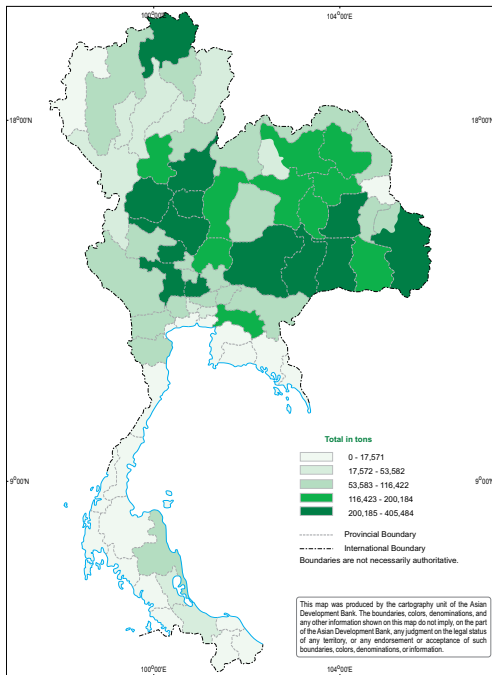 100°00'E
104°00'E
18°00'N
18°00'N
Total in tons
0 - 17,571
17,572 - 53,582
53,583 - 116,422
116,423 - 200,184
200,185 - 405,484
9°00'N
9°00'N
Provincial Boundary
International Boundary
Boundaries are not necessarily authoritative.
This map was produced by the cartography unit of the Asian
Development Bank. The boundaries, colors, denominations, and
any other information shown on this map do not imply, on the part
of the Asian Development Bank, any judgment on the legal status
of any territory, or any endorsement or acceptance of such
boundaries, colors, denominations, or information.
100°00'E
104°00'E